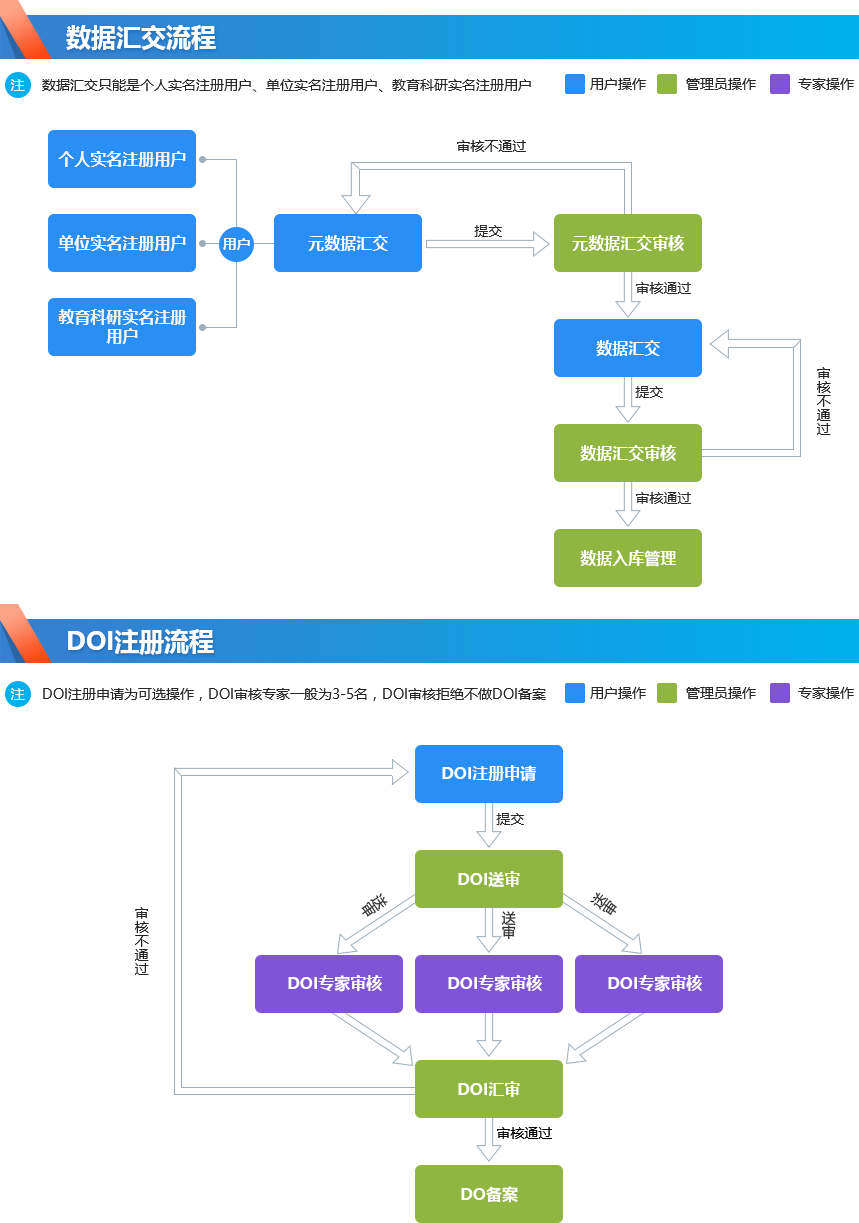 数据汇交流程
注 数据汇交只能是个人实名注册用户、单位实名注册用户、教育科研实名注册用户
用户操作 管理员操作 专家操作
审核不通过
个人实名注册用户
单位实名注册用户
用户
元数据汇交
提交
元数据汇交审核
教育科研实名注册
用户
审核通过
数据汇交
审核不通过
提交
数据汇交审核
审核通过
数据入库管理
DOI注册流程
注 DOI注册申请为可选操作，DOI审核专家一般为3-5名，DOI审核拒绝不做DOI备案
用户操作 管理员操作 专家操作
DOI注册申请
提交
DOI送审
送审
送审
送审
审核不通过
DOI专家审核
DOI专家审核
DOI专家审核
DOI汇审
审核通过
DO备案